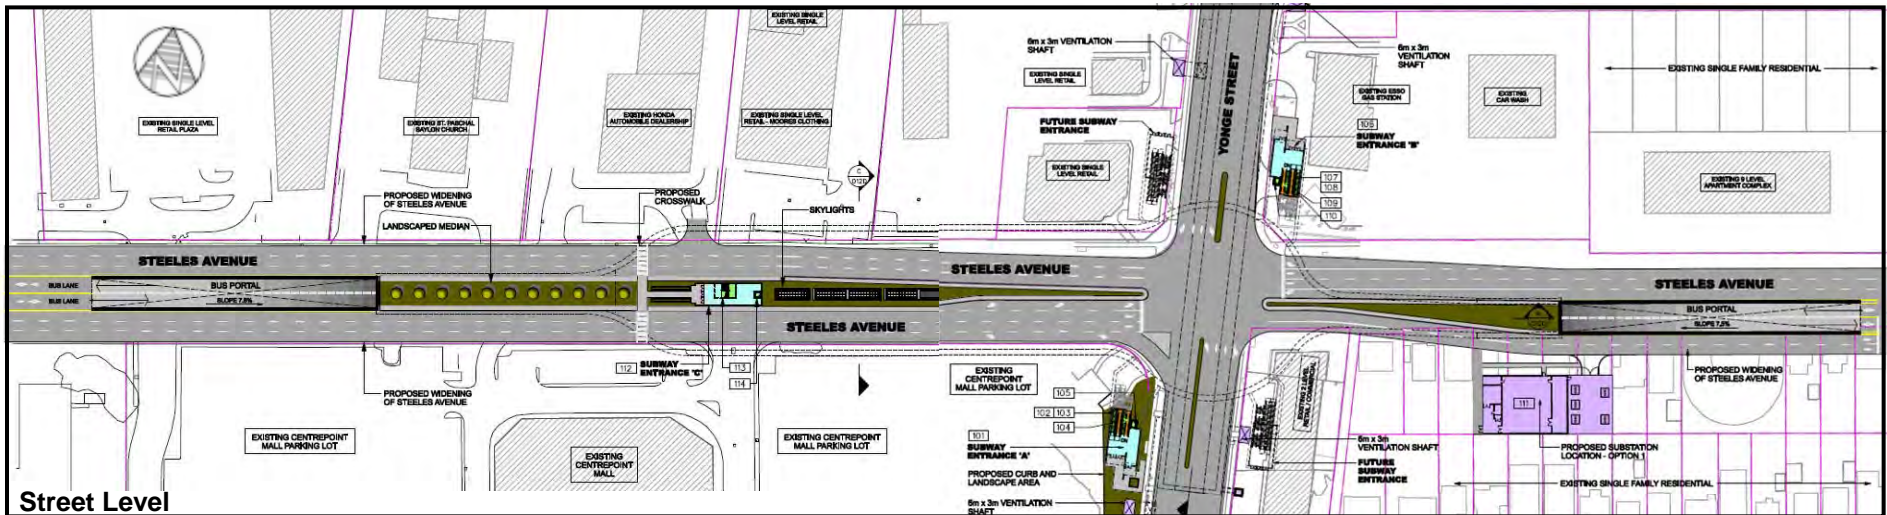 EXISTING SINGLE
LEVEL RETAIL
6m x 3m VENTILATION
SHAFT
6m x 3m
VENTILATION
SHAFT
EXISTING SINGLE FAMILY RESIDENTIAL
EXISTING SINGLE
LEVEL RETAIL
EXISTING ESSO
GAS STATION
EXISTING
CAR WASH
EXISTING SINGLE LEVEL
RETAIL PLAZA
EXISTING ST. PASCHAL
BAYLON CHURCH
EXISTING HONDA
AUTOMOBILE DEALERSHIP
EXISTING SINGLE LEVEL
RETAIL - MOORES CLOTHING
FUTURE SUBWAY
ENTRANCE
YONGE STREET
106
SUBWAY
ENTRANCE 'B'
EXISTING SINGLE
LEVEL RETAIL
C
107
108
109
110
EXISTING 9 LEVEL
APARTMENT COMPLEX
PROPOSED WIDENING
OF STEELES AVENUE
PROPOSED
CROSSWALK
SKYLIGHTS
LANDSCAPED MEDIAN
STEELES AVENUE
STEELES AVENUE
STEELES AVENUE
BUS LANE
BUS LANE
BUS PORTAL
SLOPE 7.5%
BUS PORTAL
SLOPE 7.5%
STEELES AVENUE
112
SUBWAY
ENTRANCE 'C'
113
114
PROPOSED WIDENING
OF STEELES AVENUE
EXISTING
CENTREPOINT
MALL PARKING LOT
105
102
103
104
101
SUBWAY
ENTRANCE 'A'
PROPOSED CURB AND
LANDSCAPE AREA
6m x 3m VENTILATION
SHAFT
EXISTING 2 LEVEL
RETAIL COMMERCIAL
6m x 3m
VENTILATION SHAFT
FUTURE
SUBWAY
ENTRANCE
PROPOSED WIDENING
OF STEELES AVENUE
111
PROPOSED SUBSTATION
LOCATION - OPTION 1
EXISTING SINGLE FAMILY RESIDENTIAL
EXISTING CENTREPOINT
MALL PARKING LOT
EXISTING
CENTREPOINT
MALL
EXISTING CENTREPOINT
MALL PARKING LOT
Street Level